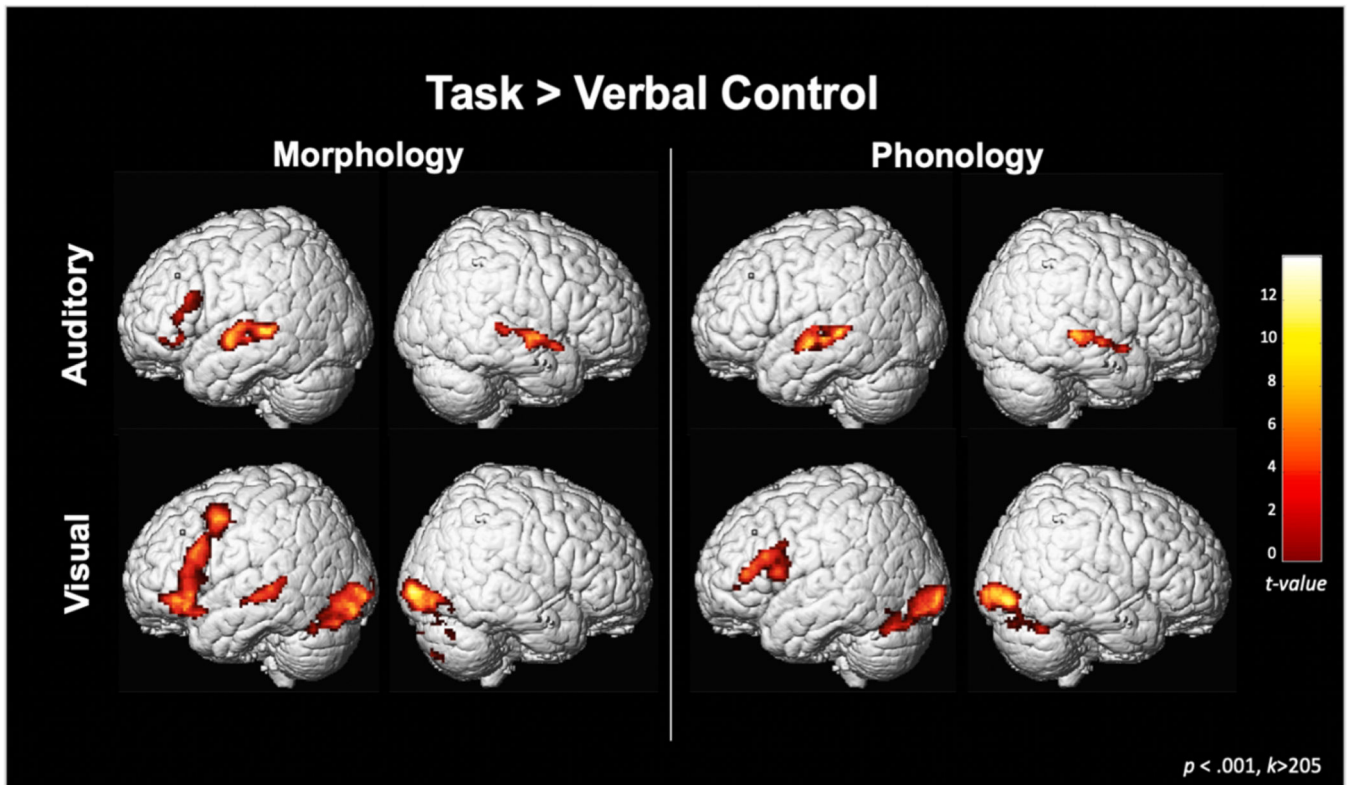 Task > Verbal Control
Morphology
Phonology
Auditory
Visual
12
10
8
6
4
2
0
t-value
p < .001, k>205